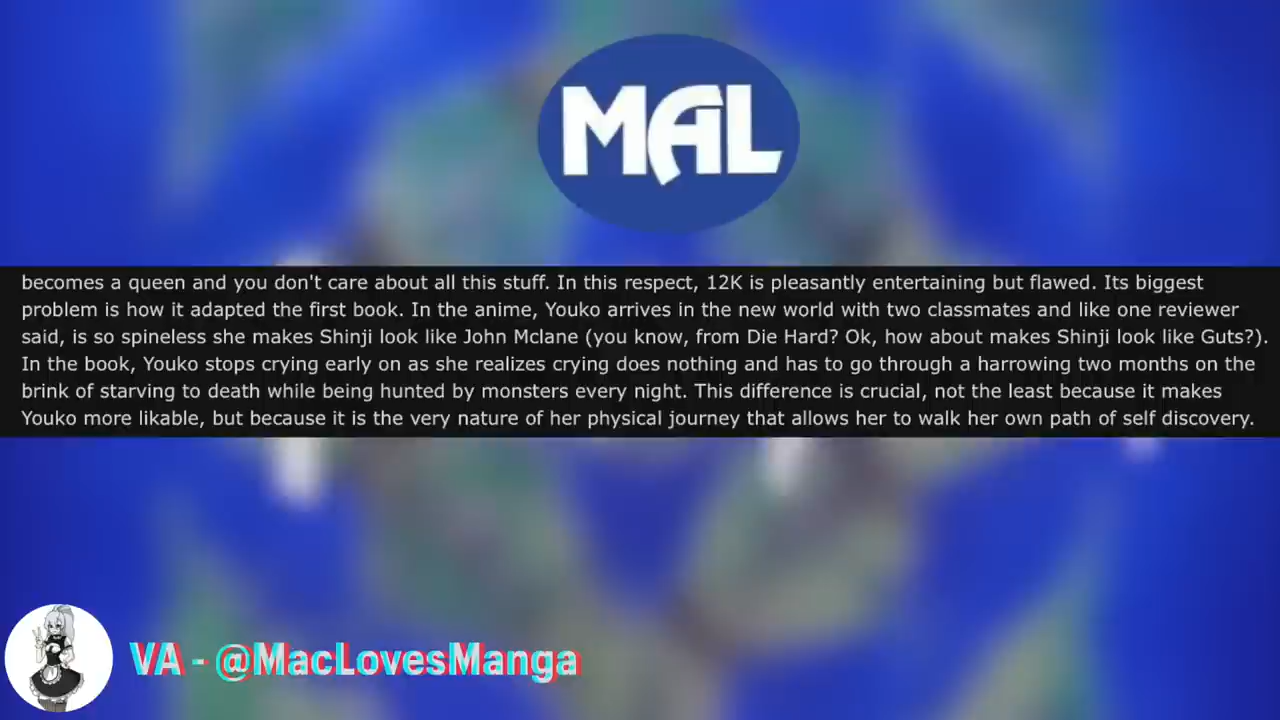 MAL
becomes a queen and you don't care about all this stuff. In this respect, 12K is pleasantly entertaining but flawed. Its biggest
problem is how it adapted the first book. In the anime, Youko arrives in the new world with two classmates and like one reviewer
said, is so spineless she makes Shinji look like John Mclane (you know, from Die Hard? Ok, how about makes Shinji look like Guts?).
In the book, Youko stops crying early on as she realizes crying does nothing and has to go through a harrowing two months on the
brink of starving to death while being hunted by monsters every night. This difference is crucial, not the least because it makes
Youko more likable, but because it is the very nature of her physical journey that allows her to walk her own path of self discovery.
VA - @MacLovesManga